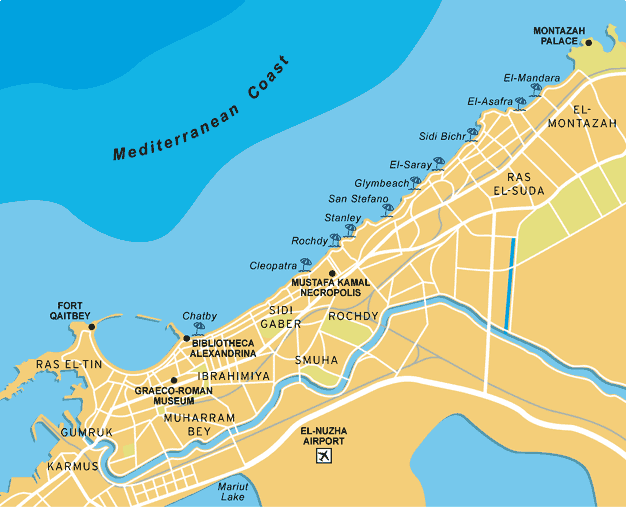 MONTAZAH
PALACE
El-Mandara
El-Asafra
EL-
MONTAZAH
Mediterranean Coast
Sidi Bichr
El-Saray
RAS
EL-SUDA
Glymbeach
San Stefano
Stanley
Rochdy
Cleopatra
MUSTAFA KAMAL
NECROPOLIS
FORT
QAITBEY
Chatby
SIDI
GABER
ROCHDY
BIBLIOTHECA
ALEXANDRINA
RAS EL-TIN
SMUHA
IBRAHIMIYA
GRAECO-ROMAN
MUSEUM
MUHARRAM
BEY
GUMRUK
EL-NUZHA
AIRPORT
KARMUS
Mariut
Lake